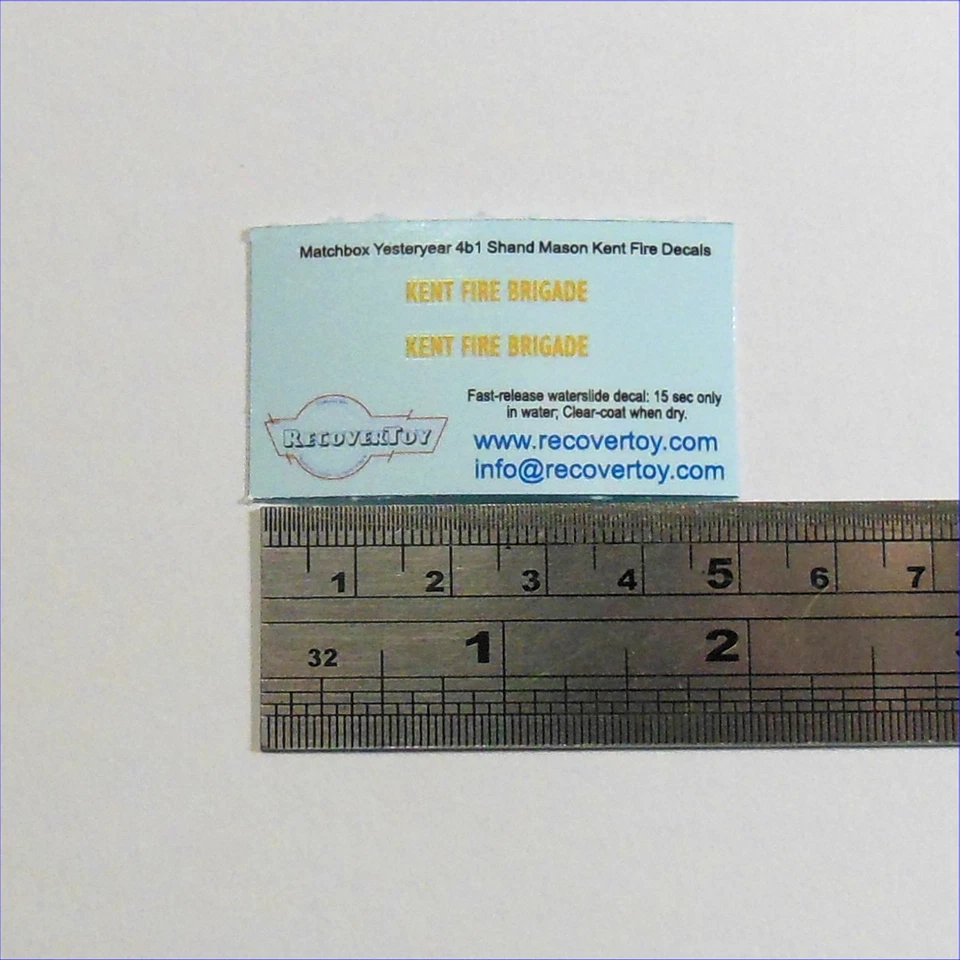 Matchbox Yesteryear 4b1 Shand Mason Kent Fire Decals
KENT FIRE BRIGADE
KENT FIRE BRIGADE
Fast-release waterslide decal: 15 sec only
in water; Clear-coat when dry.
RECOVERTOY
www.recovertoy.com
info@recovertoy.com
1 2 3 4 5 6 7
32 1 2